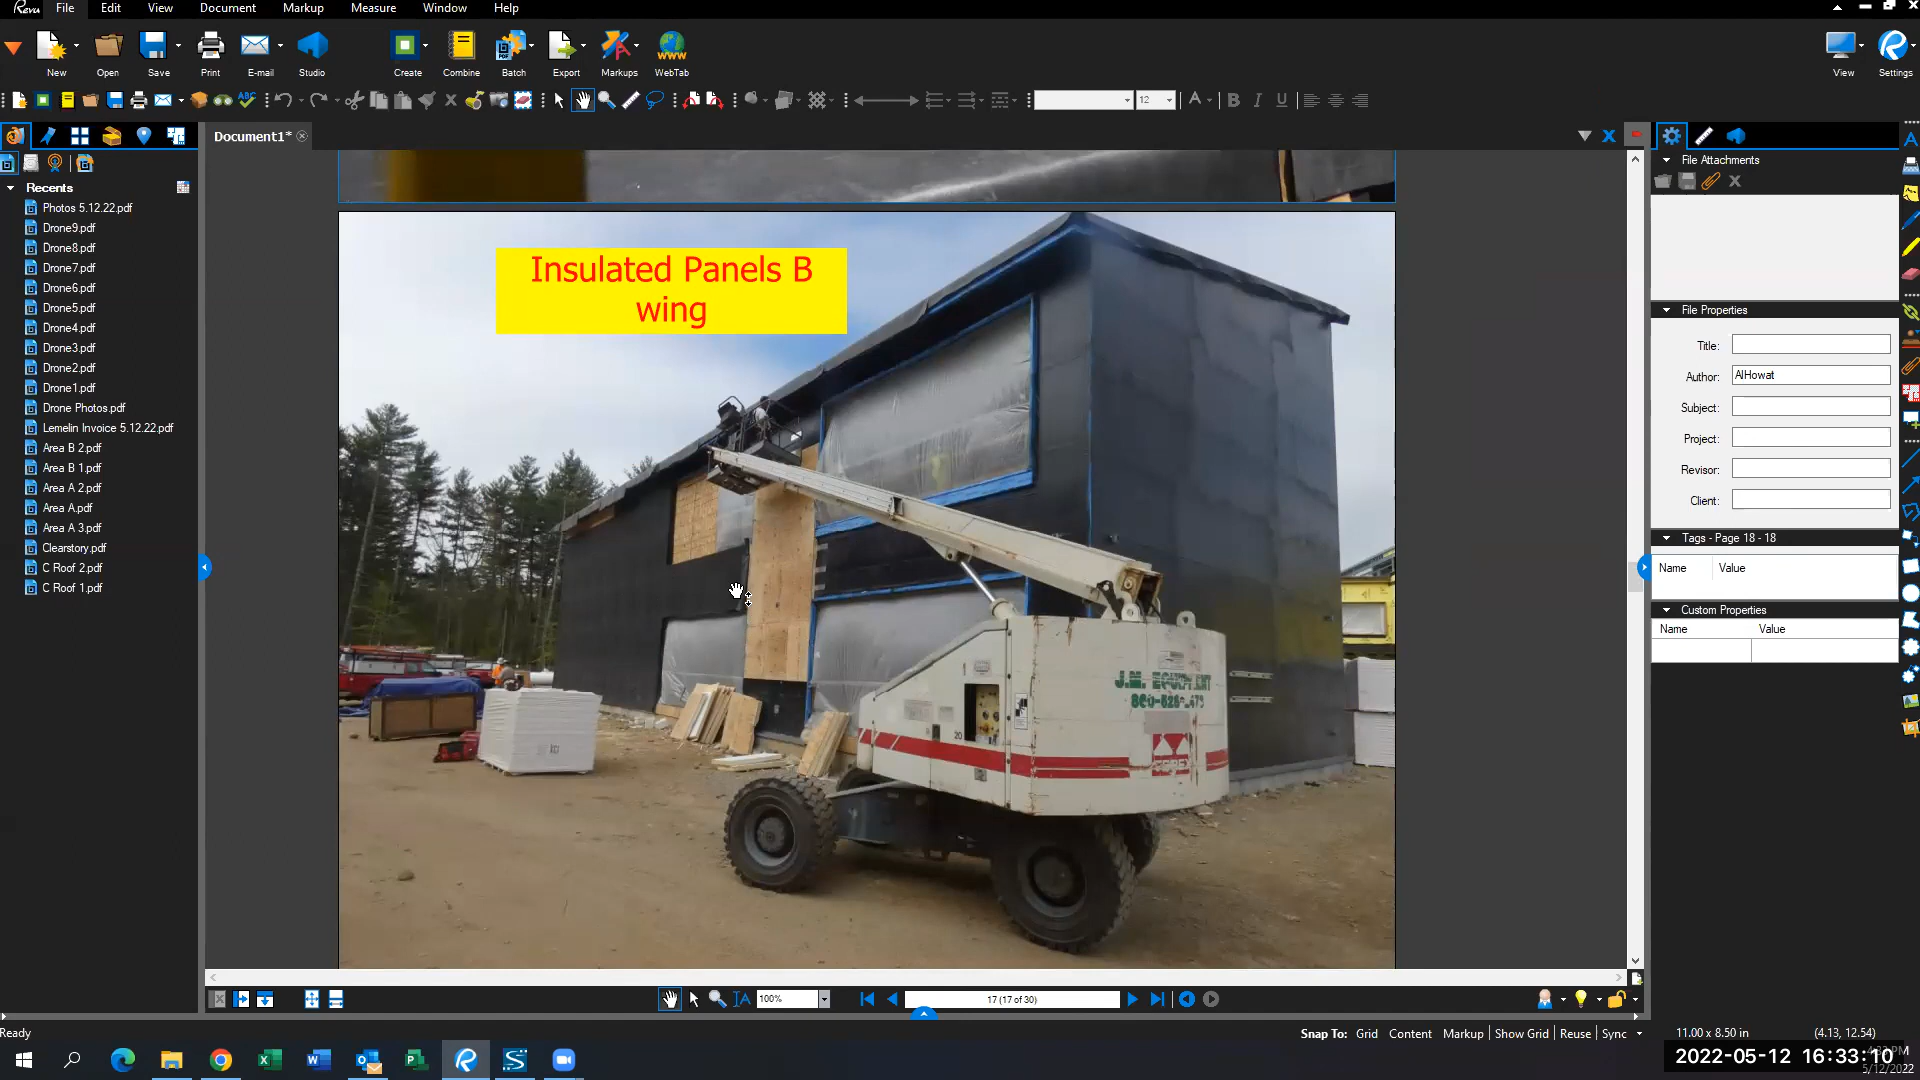 Revu File Edit View Document Markup Measure Window Help
New Open Save Print E-mail Studio Create Combine Batch Export Markups WebTab View Settings
12
Document1*
Recents
Photos 5.12.22.pdf
Drone9.pdf
Drone8.pdf
Drone7.pdf
Drone6.pdf
Drone5.pdf
Drone4.pdf
Drone3.pdf
Drone2.pdf
Drone1.pdf
Drone Photos.pdf
Lemelin Invoice 5.12.22.pdf
Area B 2.pdf
Area B 1.pdf
Area A 2.pdf
Area A.pdf
Area A 3.pdf
Clearstory.pdf
C Roof 2.pdf
C Roof 1.pdf
Insulated Panels B
wing
J.M. EQUIPMENT
20
File Attachments
File Properties
Title:
Author: AlHowat
Subject:
Project:
Revisor:
Client:
Tags - Page 18 - 18
Name Value
Custom Properties
Name Value
100%
17 (17 of 30)
Ready
Snap To: Grid Content Markup Show Grid Reuse Sync
11.00 x 8.50 in
(4.13, 12.54)
2022-05-12 16:33:10
5/12/2022